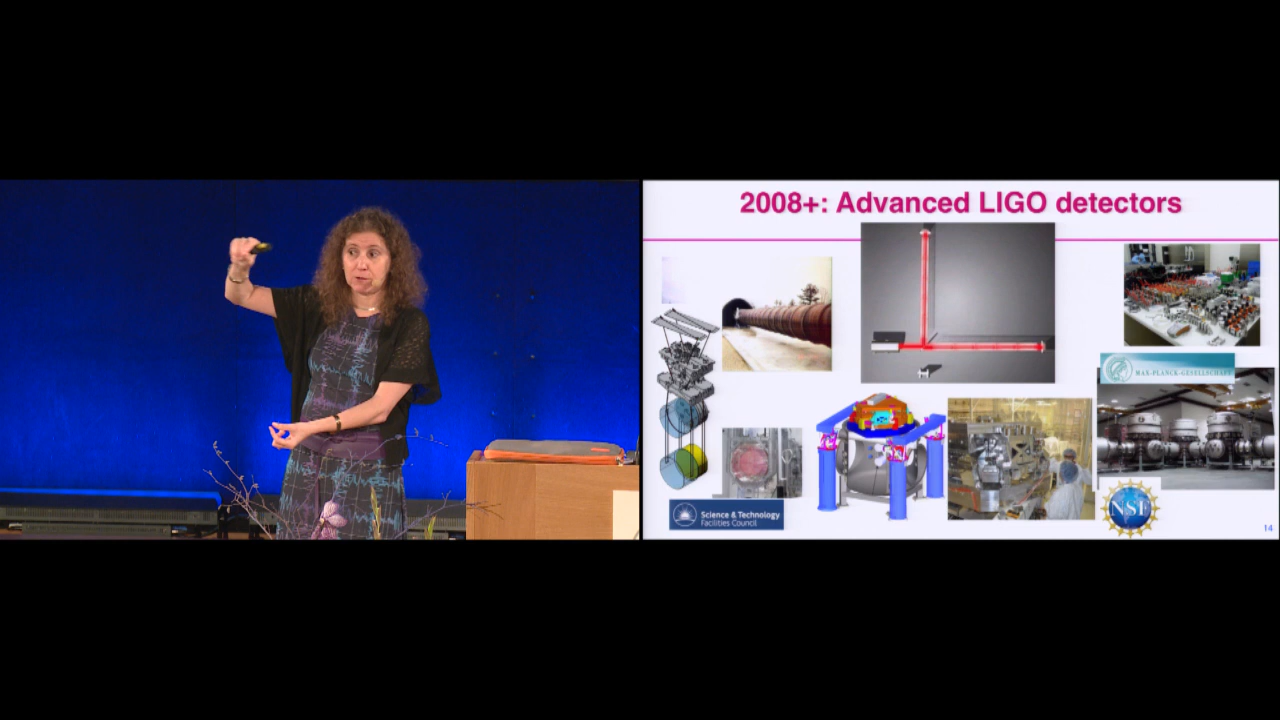 2008+: Advanced LIGO detectors
MAX-PLANCK-GESELLSCHAFT
Science & Technology
Facilities Council
NSF
14